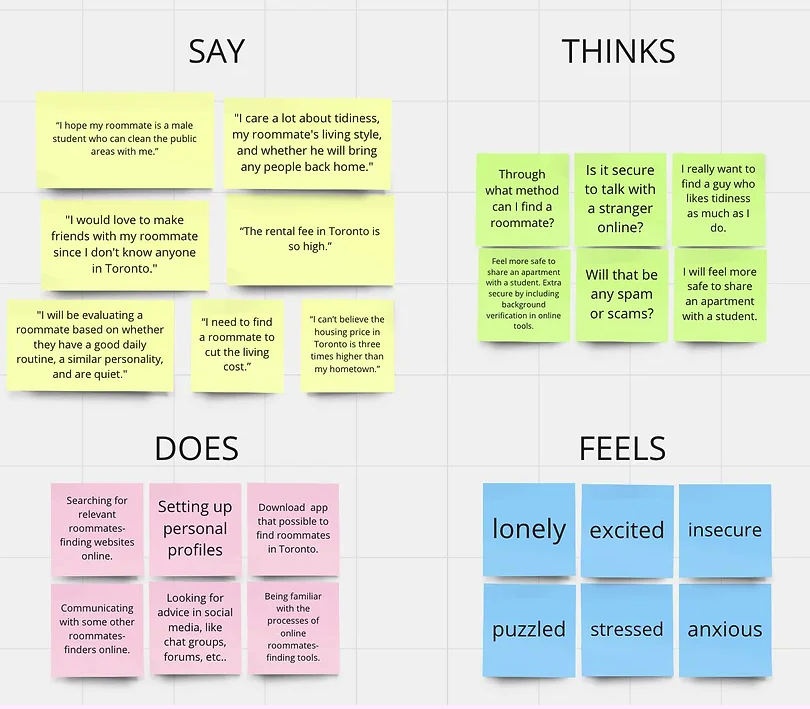 SAY
“I hope my roommate is a male
student who can clean the public
areas with me.”
"I care a lot about tidiness,
my roommate's living style,
and whether he will bring
any people back home."
"I would love to make
friends with my roommate
since I don't know anyone
in Toronto."
“The rental fee in Toronto is
so high.”
"I will be evaluating a
roommate based on whether
they have a good daily
routine, a similar personality,
and are quiet."
“I need to find
a roommate to
cut the living
cost.”
“I can’t believe the
housing price in
Toronto is three
times higher than
my hometown.”
THINKS
Through
what method
can I find a
roommate?
Is it secure
to talk with
a stranger
online?
I really want to
find a guy who
likes tidiness
as much as I
do.
Feel more safe to
share an apartment
with a student. Extra
secure by including
background
verification in online
tools.
Will that be
any spam
or scams?
I will feel more
safe to share
an apartment
with a student.
DOES
Searching for
relevant
roommates-
finding websites
online.
Setting up
personal
profiles
Download app
that possible to
find roommates
in Toronto.
Communicating
with some other
roommates-
finders online.
Looking for
advice in social
media, like
chat groups,
forums, etc..
Being familiar
with the
processes of
online
roommates-
finding tools.
FEELS
lonely
excited
insecure
puzzled
stressed
anxious